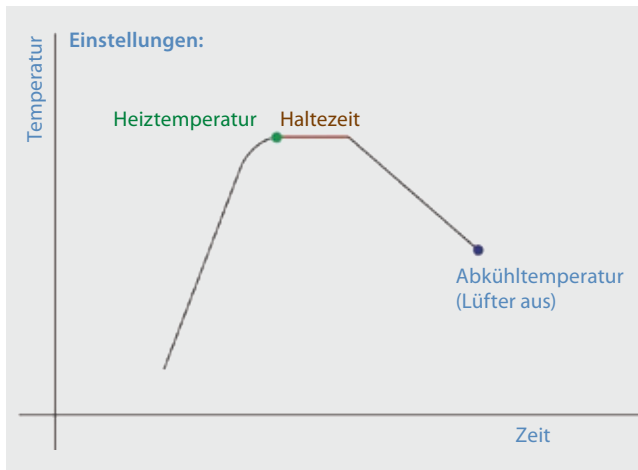 Einstellungen:
Temperatur
Heiztemperatur Haltezeit
Abkühltemperatur
(Lüfter aus)
Zeit